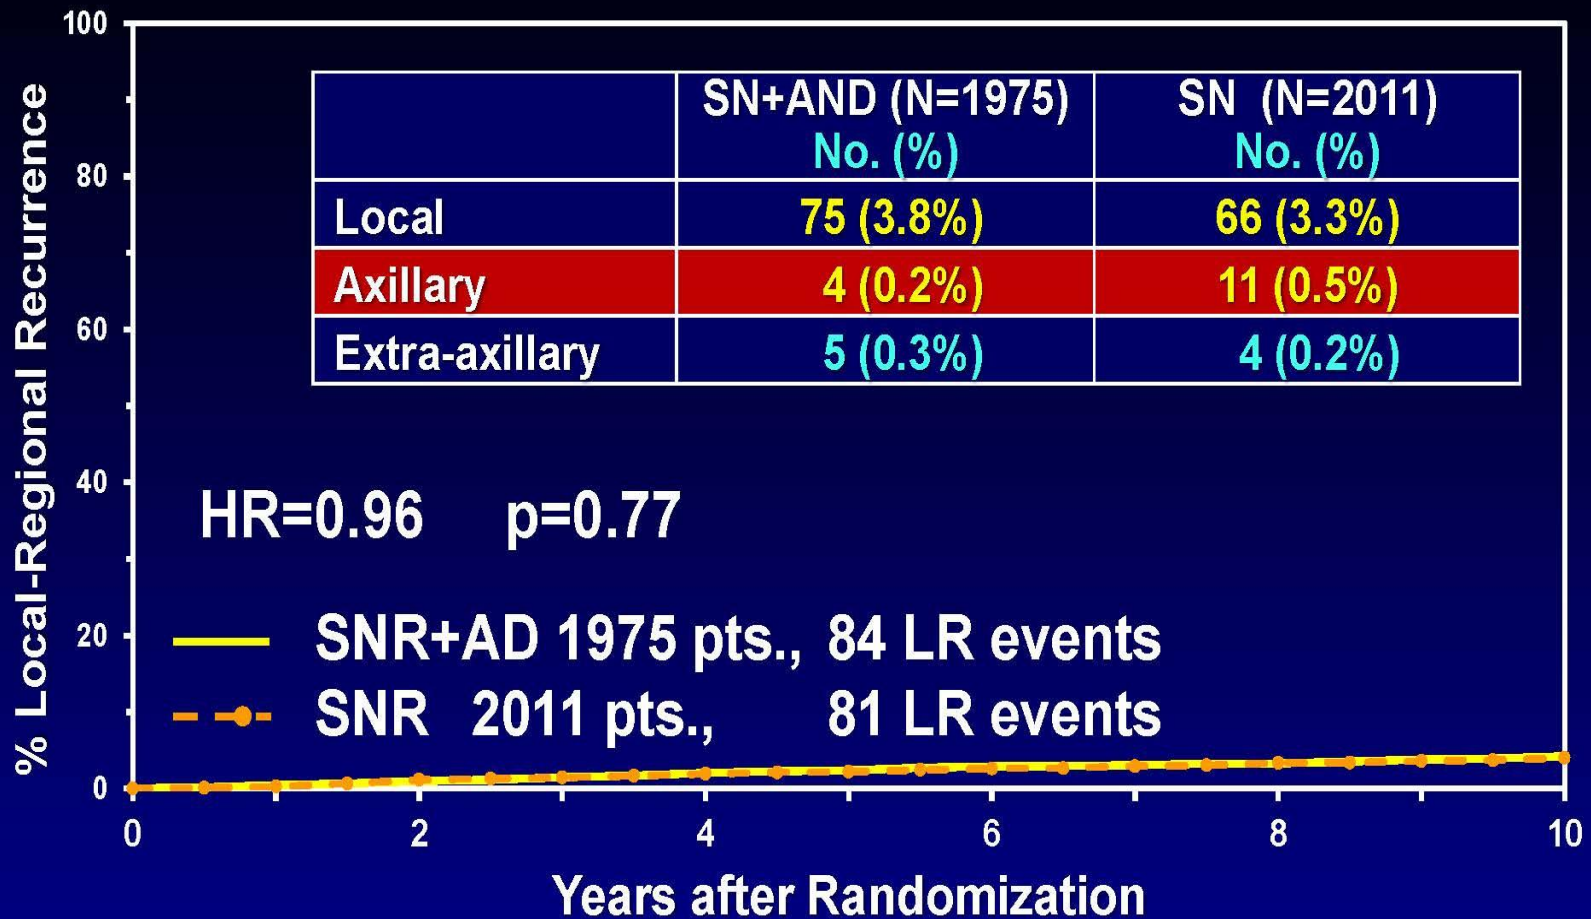 % Local-Regional Recurrence
100
80
60
40
20
0
SN+AND (N=1975) SN (N=2011)
No. (%) No. (%)
Local 75 (3.8%) 66 (3.3%)
Axillary 4 (0.2%) 11 (0.5%)
Extra-axillary 5 (0.3%) 4 (0.2%)
HR=0.96 p=0.77
SNR+AD 1975 pts., 84 LR events
SNR 2011 pts., 81 LR events
0 2 4 6 8 10
Years after Randomization